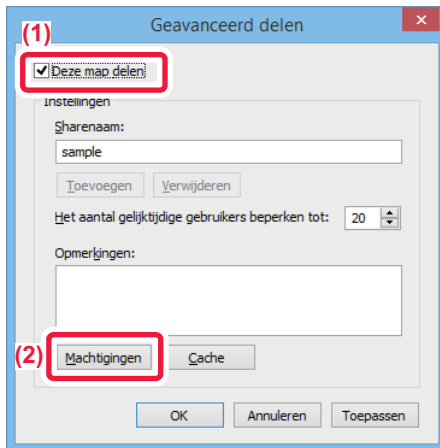 Geavanceerd delen
(1)
Deze map delen
Instellingen
Sharenaam:
sample
Toevoegen Verwijderen
Het aantal gelijktijdige gebruikers beperken tot: 20
Opmerkingen:
(2)
Machtigingen Cache
OK Annuleren Toepassen